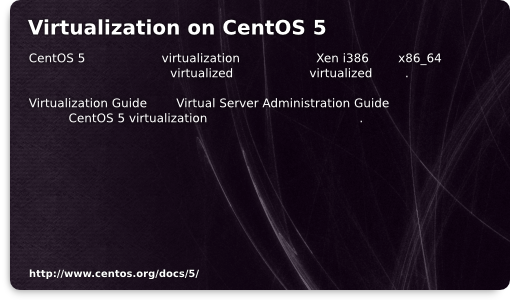 Virtualization on CentOS 5
CentOS 5 virtualization Xen i386 x86_64
virtualized virtualized .
Virtualization Guide Virtual Server Administration Guide
CentOS 5 virtualization .
http://www.centos.org/docs/5/